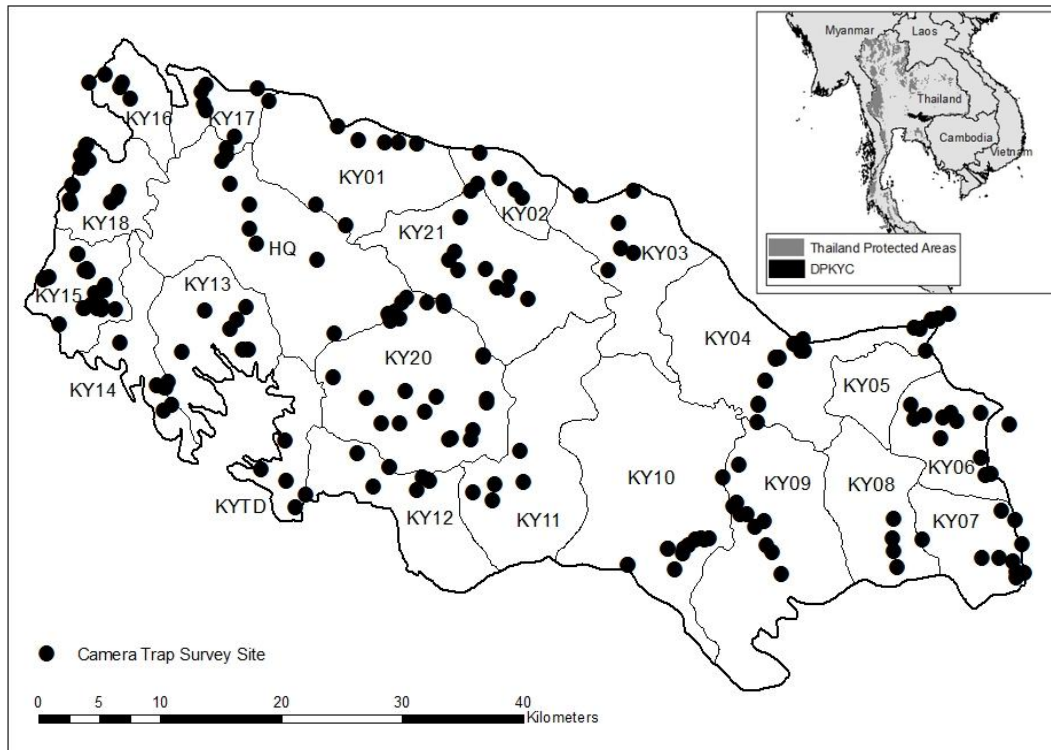 Myanmar
Laos
Thailand
Cambodia
Vietnam
Thailand Protected Areas
DPKYC
KY16
KY17
KY01
KY02
KY18
KY21
KY03
HQ
KY15
KY13
KY04
KY20
KY14
KY05
KY06
KY10
KY09
KY08
KYTD
KY12
KY11
KY07
Camera Trap Survey Site
0 5 10 20 30 40
Kilometers